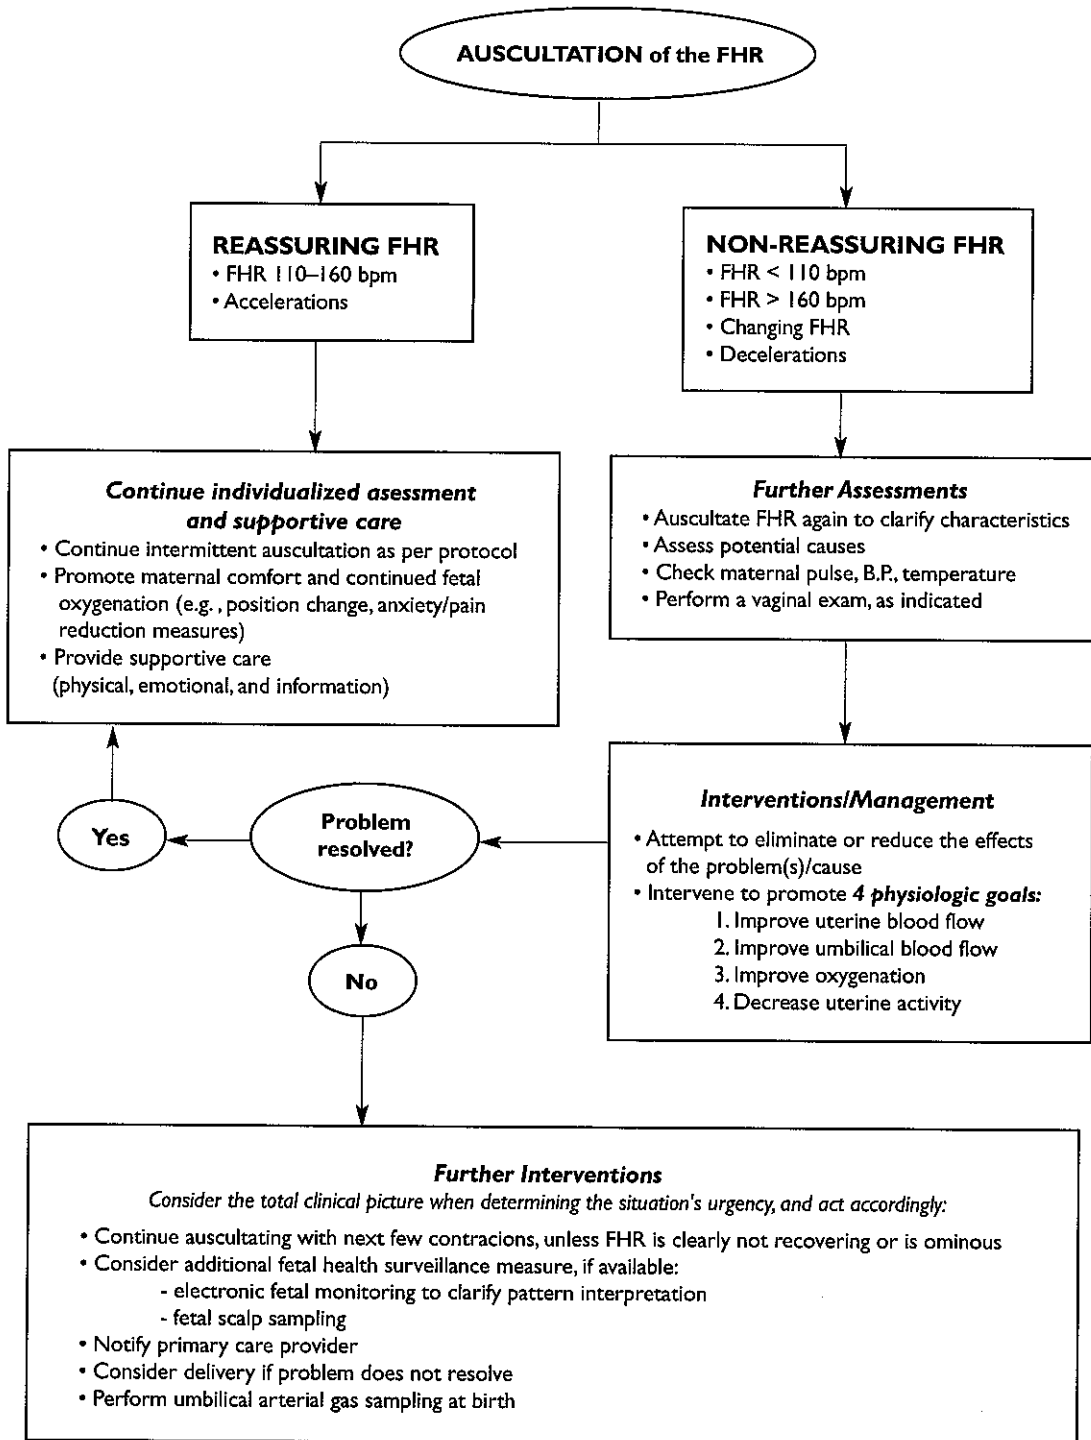 AUSCULTATION of the FHR
REASSURING FHR
• FHR 110–160 bpm
• Accelerations
NON-REASSURING FHR
• FHR < 110 bpm
• FHR > 160 bpm
• Changing FHR
• Decelerations
Continue individualized asessment
and supportive care
• Continue intermittent auscultation as per protocol
• Promote maternal comfort and continued fetal
oxygenation (e.g., position change, anxiety/pain
reduction measures)
• Provide supportive care
(physical, emotional, and information)
Further Assessments
• Auscultate FHR again to clarify characteristics
• Assess potential causes
• Check maternal pulse, B.P., temperature
• Perform a vaginal exam, as indicated
Interventions/Management
• Attempt to eliminate or reduce the effects
of the problem(s)/cause
• Intervene to promote 4 physiologic goals:
1. Improve uterine blood flow
2. Improve umbilical blood flow
3. Improve oxygenation
4. Decrease uterine activity
Problem
resolved?
Yes
No
Further Interventions
Consider the total clinical picture when determining the situation's urgency, and act accordingly:
• Continue auscultating with next few contracions, unless FHR is clearly not recovering or is ominous
• Consider additional fetal health surveillance measure, if available:
- electronic fetal monitoring to clarify pattern interpretation
- fetal scalp sampling
• Notify primary care provider
• Consider delivery if problem does not resolve
• Perform umbilical arterial gas sampling at birth